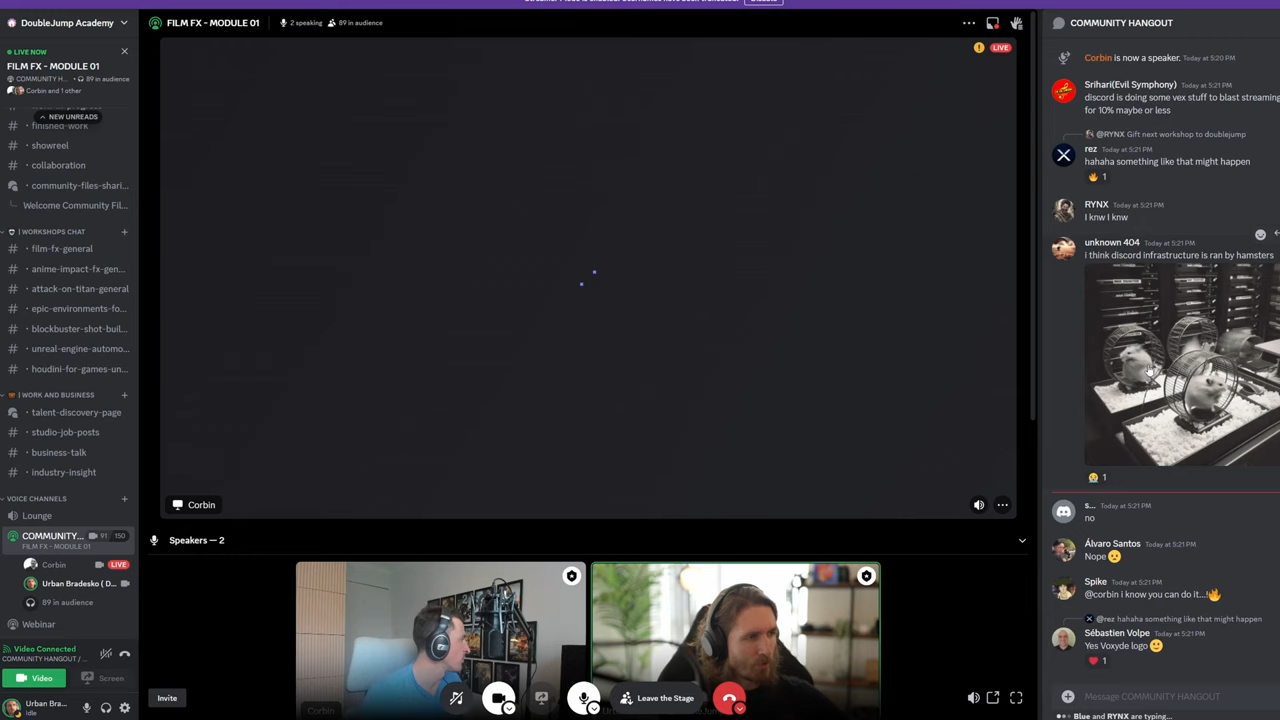 DoubleJump Academy
LIVE NOW
FILM FX - MODULE 01
COMMUNITY H... 89 in audience
Corbin and 1 other
NEW UNREADS
finished-work
showreel
collaboration
community-files-shari...
Welcome Community Fil...
| WORKSHOPS CHAT
film-fx-general
anime-impact-fx-gen...
attack-on-titan-general
epic-environments-fo...
blockbuster-shot-buil...
unreal-engine-automo...
houdini-for-games-un...
| WORK AND BUSINESS
talent-discovery-page
studio-job-posts
business-talk
industry-insight
VOICE CHANNELS
Lounge
COMMUNITY... 91 150
FILM FX - MODULE 01
Corbin LIVE
Urban Bradesko ( D...
89 in audience
Webinar
Video Connected
COMMUNITY HANGOUT / ...
Video Screen
Urban Bra...
Idle
FILM FX - MODULE 01 2 speaking 89 in audience
LIVE
Corbin
Speakers — 2
Corbin
Invite
Leave the Stage
COMMUNITY HANGOUT
Corbin is now a speaker. Today at 5:20 PM
Srihari(Evil Symphony) Today at 5:21 PM
discord is doing some vex stuff to blast streaming
for 10% maybe or less
@RYNX Gift next workshop to doublejump
rez Today at 5:21 PM
hahaha something like that might happen
🔥 1
RYNX Today at 5:21 PM
I knw I knw
unknown 404 Today at 5:21 PM
I think discord infrastructure is ran by hamsters
😭 1
s... Today at 5:21 PM
no
Álvaro Santos Today at 5:21 PM
Nope 😟
Spike Today at 5:21 PM
@corbin i know you can do it...!🔥
@rez hahaha something like that might happen
Sébastien Volpe Today at 5:21 PM
Yes Voxyde logo 🙂
❤️ 1
Message COMMUNITY HANGOUT
Blue and RYNX are typing...